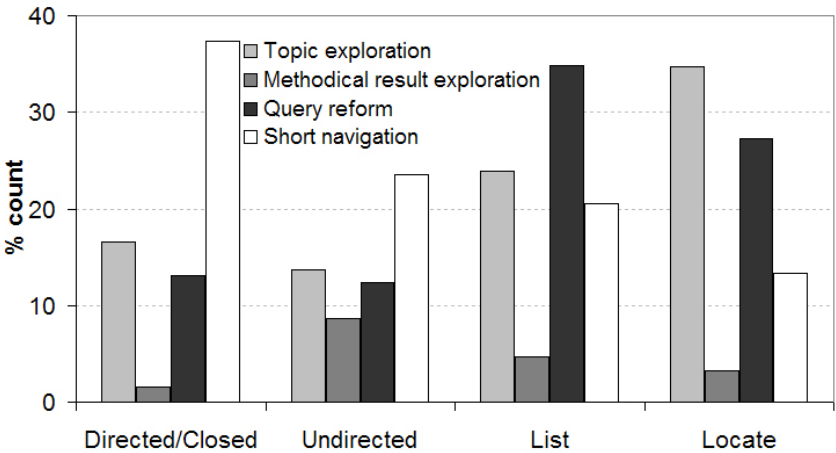 40
30
20
10
0
% count
Topic exploration
Methodical result exploration
Query reform
Short navigation
Directed/Closed Undirected List Locate